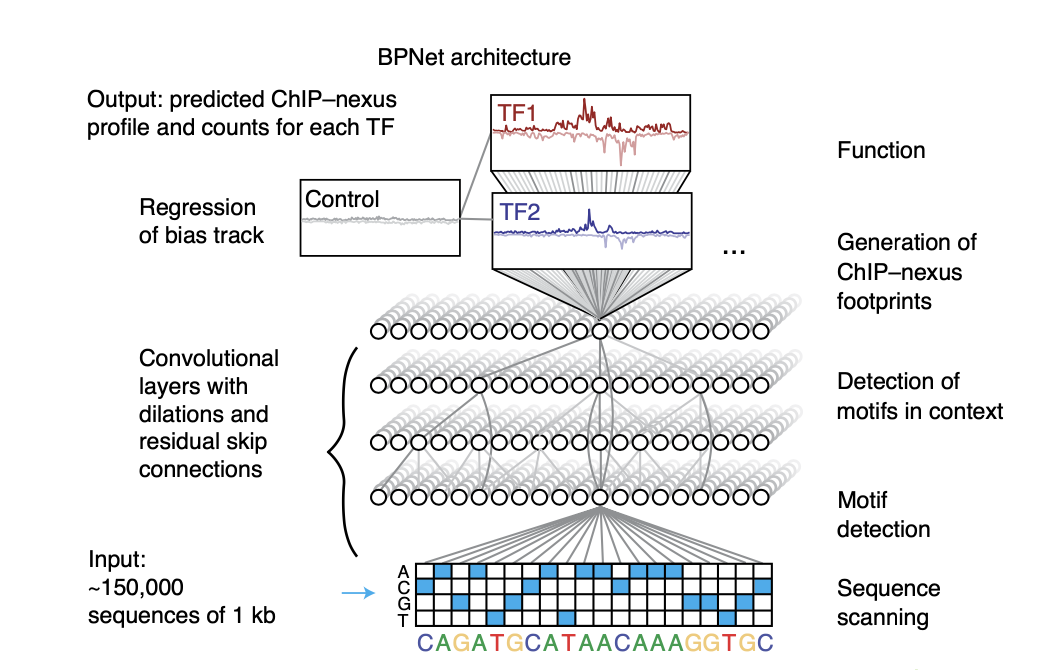 BPNet architecture
Output: predicted ChIP–nexus
profile and counts for each TF
TF1
Function
Control
Regression
of bias track
TF2
...
Generation of
ChIP–nexus
footprints
Convolutional
layers with
dilations and
residual skip
connections
Detection of
motifs in context
Motif
detection
Input:
~150,000
sequences of 1 kb
A
C
G
T
Sequence
scanning
CAGATGCATAACAAAGGTGC